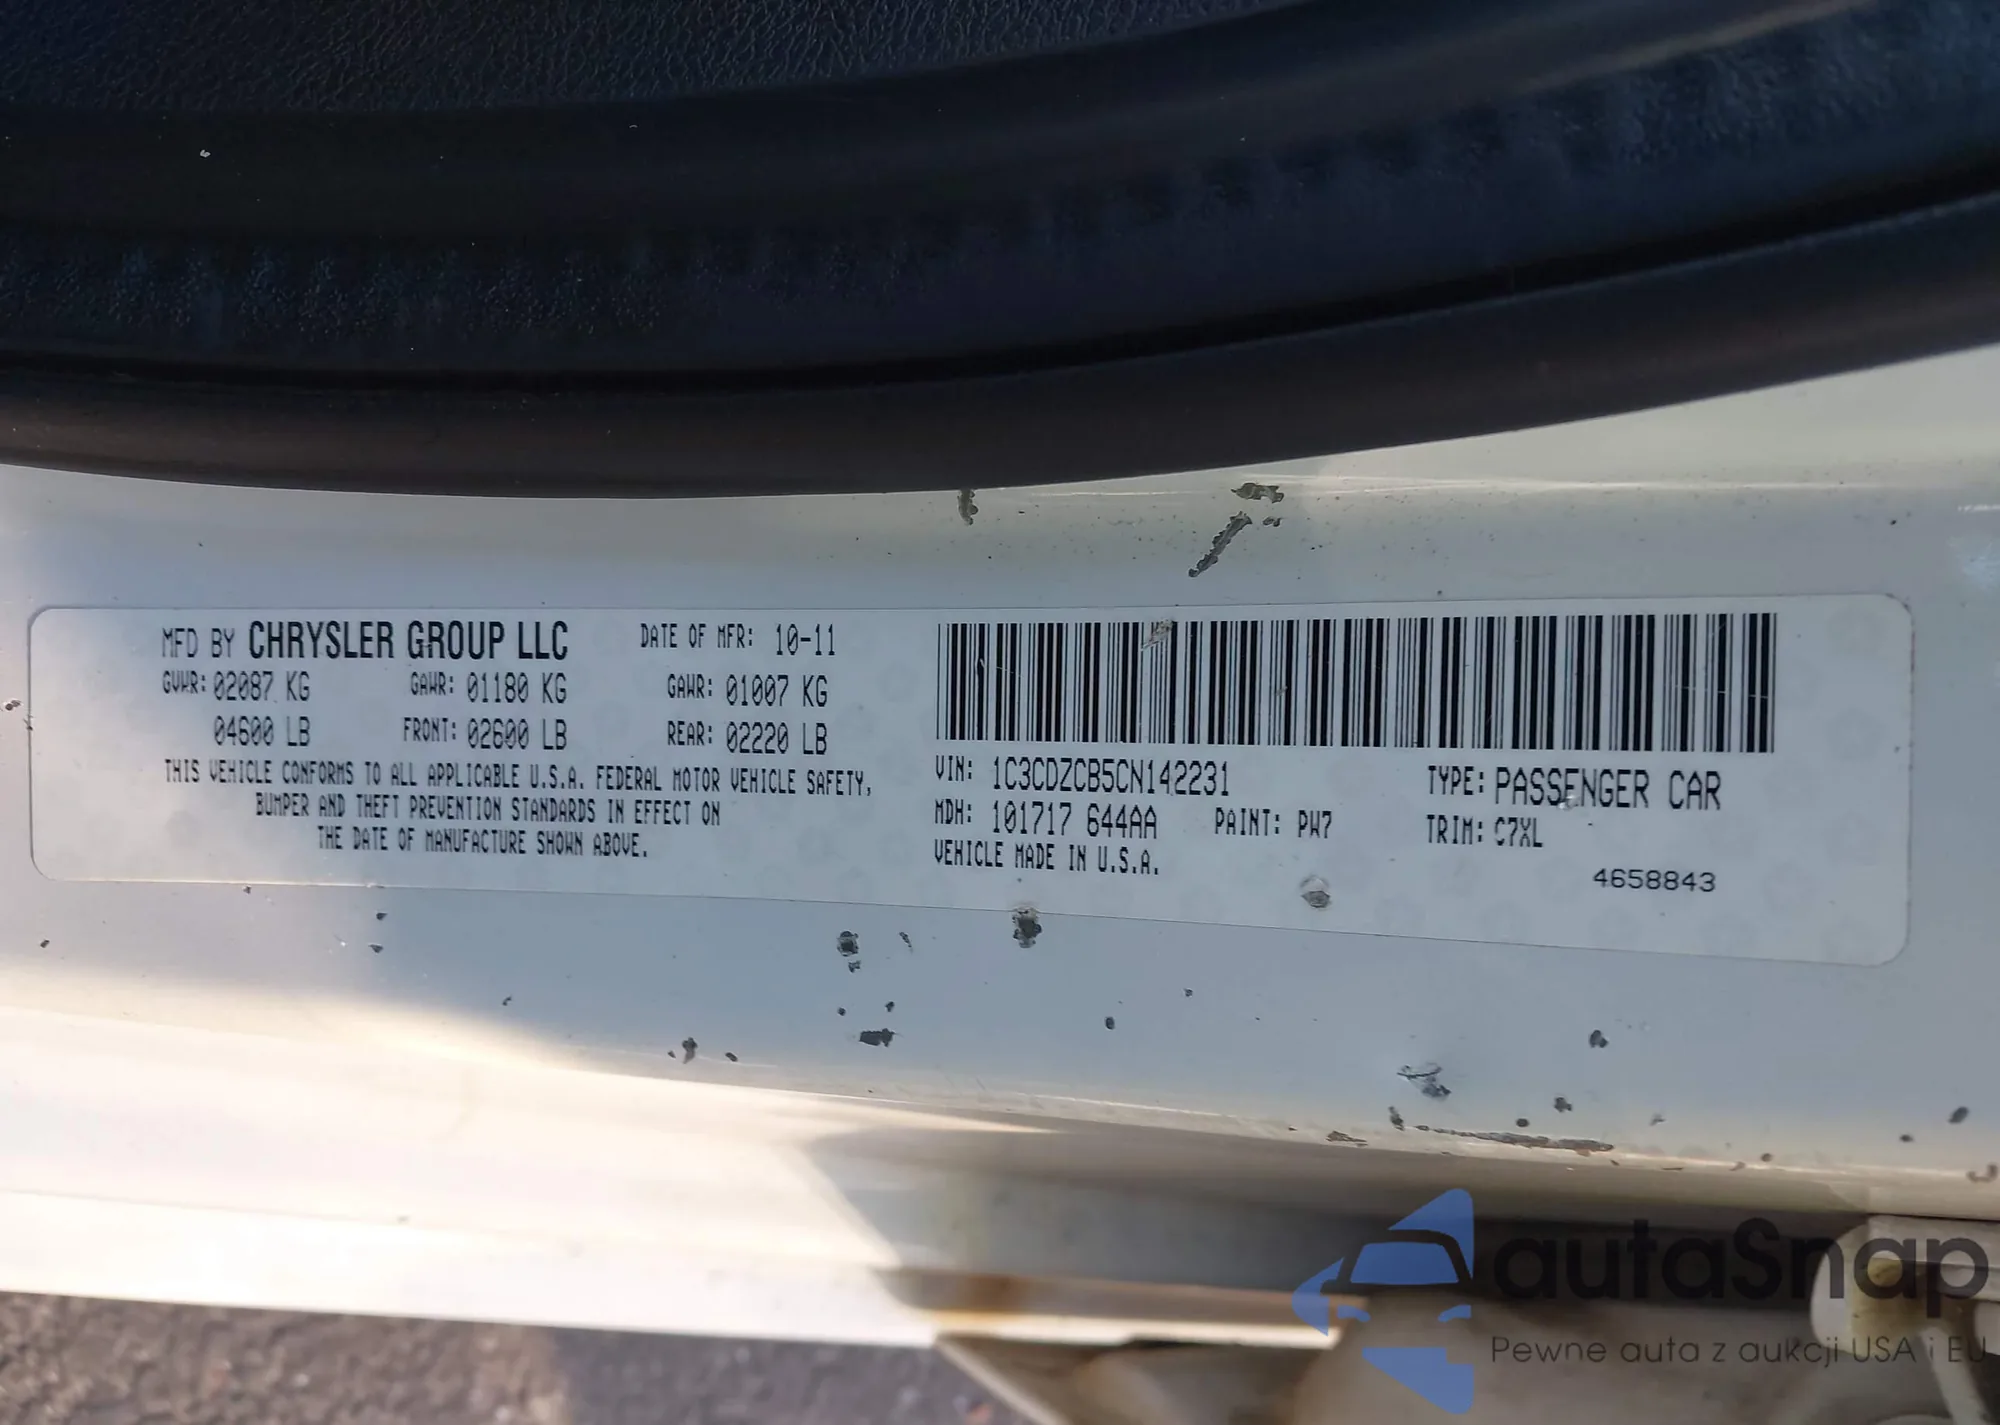 MFD BY CHRYSLER GROUP LLC DATE OF MFR: 10-11
GVWR: 02087 KG GAWR: 01180 KG GAWR: 01007 KG
04600 LB FRONT: 02600 LB REAR: 02220 LB
THIS VEHICLE CONFORMS TO ALL APPLICABLE U.S.A. FEDERAL MOTOR VEHICLE SAFETY,
BUMPER AND THEFT PREVENTION STANDARDS IN EFFECT ON
THE DATE OF MANUFACTURE SHOWN ABOVE.
VIN: 1C3CDZCB5CN142231 TYPE: PASSENGER CAR
MDH: 101717 644AA PAINT: PW7 TRIM: C7XL
VEHICLE MADE IN U.S.A.
4658843
autaSnap
Pewne auta z aukcji USA i EU